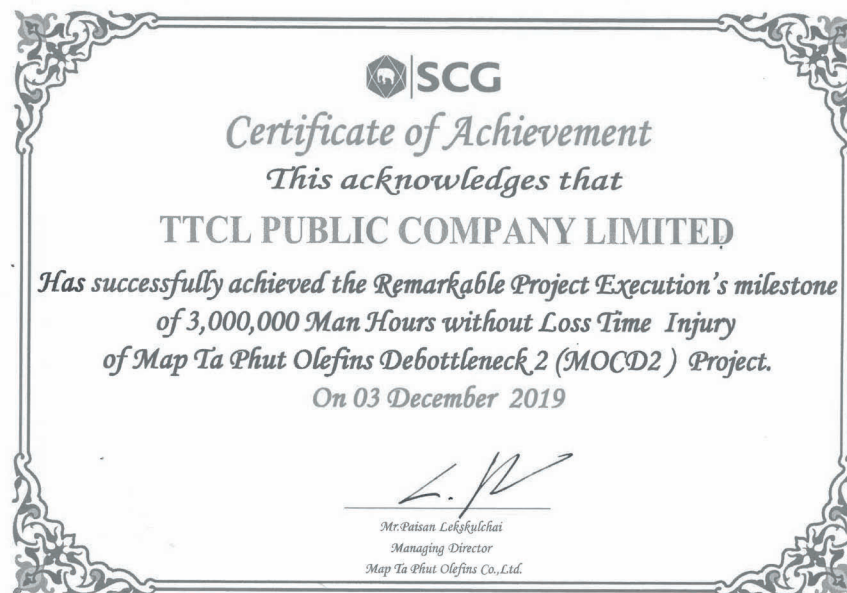 SCG
Certificate of Achievement
This acknowledges that
TTCL PUBLIC COMPANY LIMITED
Has successfully achieved the Remarkable Project Execution's milestone
of 3,000,000 Man Hours without Loss Time Injury
of Map Ta Phut Olefins Debottleneck 2 (MOCD2 ) Project.
On 03 December 2019
Mr.Paisan Lekskulchai
Managing Director
Map Ta Phut Olefins Co.,Ltd.